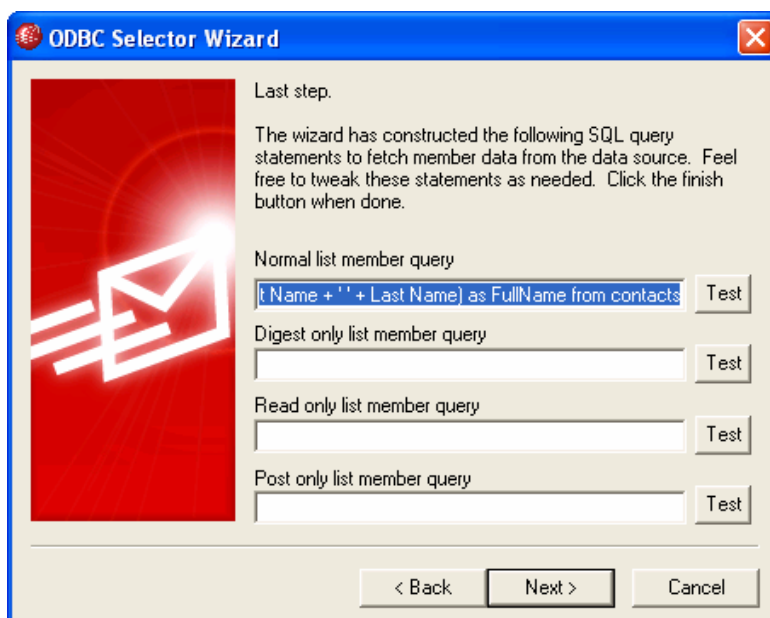 ODBC Selector Wizard
Last step.
The wizard has constructed the following SQL query
statements to fetch member data from the data source.  Feel
free to tweak these statements as needed.  Click the finish
button when done.
Normal list member query
t Name + ' ' + Last Name) as FullName from contacts
Test
Digest only list member query
Test
Read only list member query
Test
Post only list member query
Test
< Back
Next >
Cancel